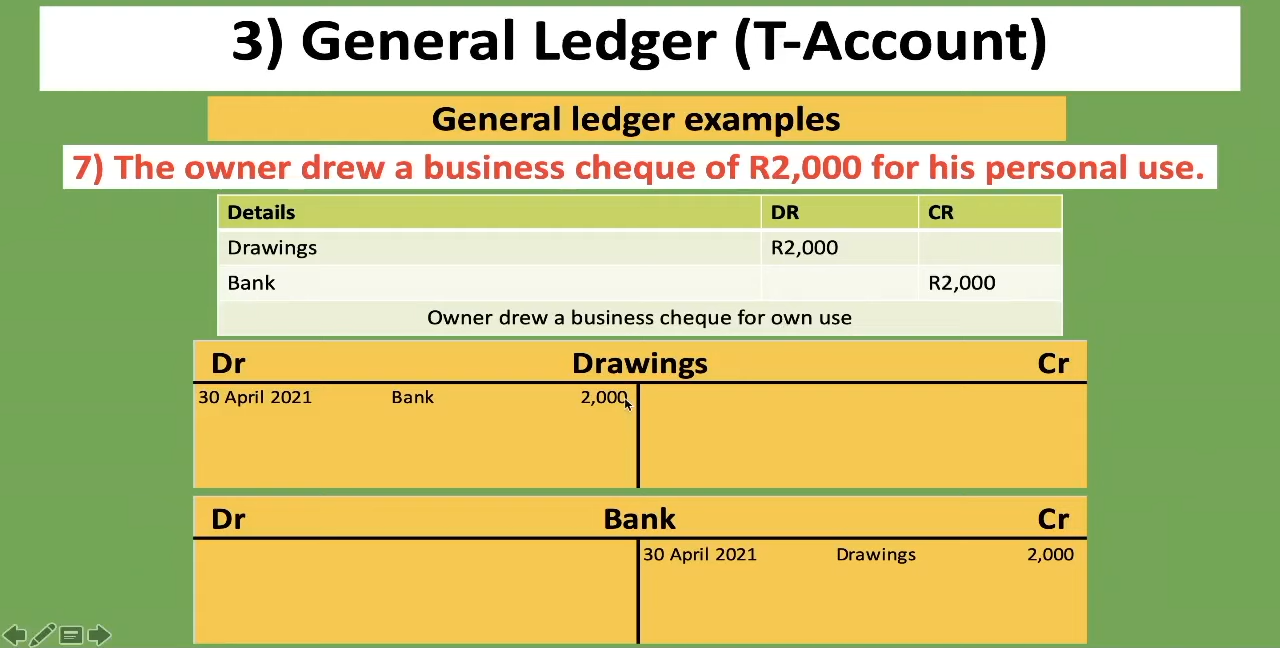 3) General Ledger (T-Account)
General ledger examples
7) The owner drew a business cheque of R2,000 for his personal use.
Details DR CR
Drawings R2,000
Bank R2,000
Owner drew a business cheque for own use
Dr Drawings Cr
30 April 2021 Bank 2,000
Dr Bank Cr
30 April 2021 Drawings 2,000